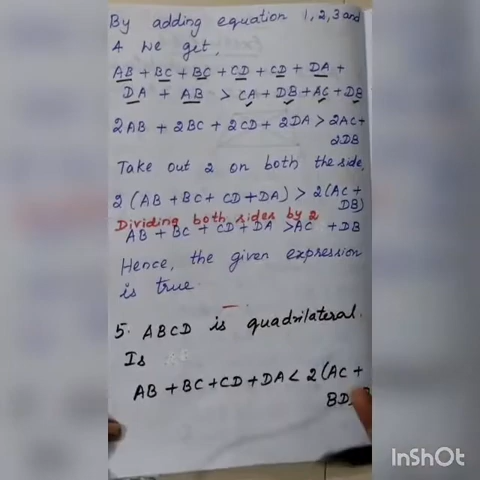 By adding equation 1, 2, 3 and
4 we get,
AB + BC + BC + CD + CD + DA +
DA + AB > CA + DB + AC + DB
2AB + 2BC + 2CD + 2DA > 2AC +
2DB
Take out 2 on both the side,
2 (AB + BC + CD + DA) > 2 (AC +
DB)
Dividing both sides by 2
AB + BC + CD + DA > AC + DB
Hence, the given expression
is true.
5. ABCD is quadrilateral.
Is
AB + BC + CD + DA < 2 (AC +
BD)
InShOt